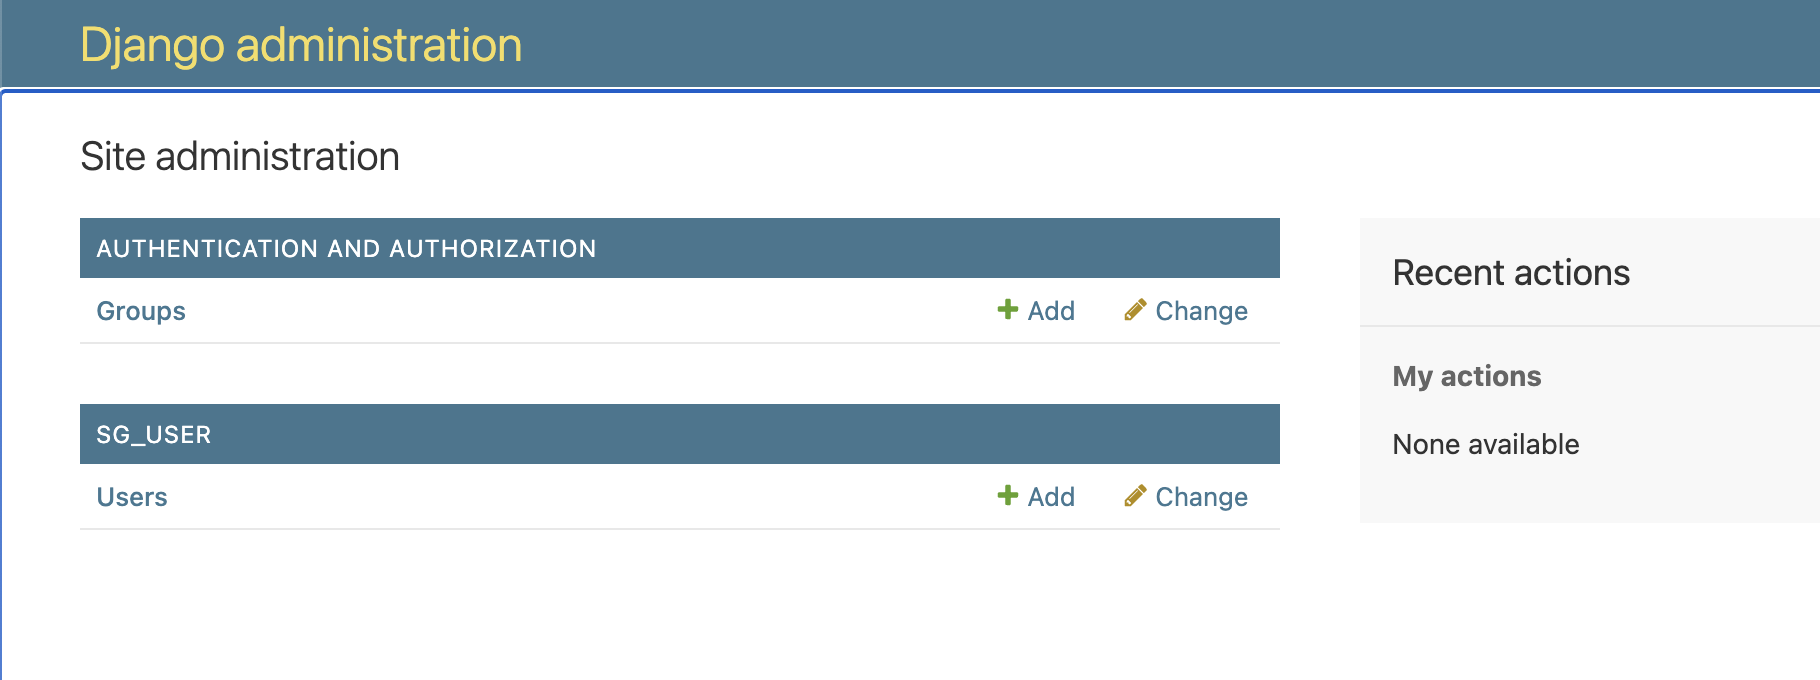 Django administration
Site administration
AUTHENTICATION AND AUTHORIZATION
Groups Add Change
SG_USER
Users Add Change
Recent actions
My actions
None available